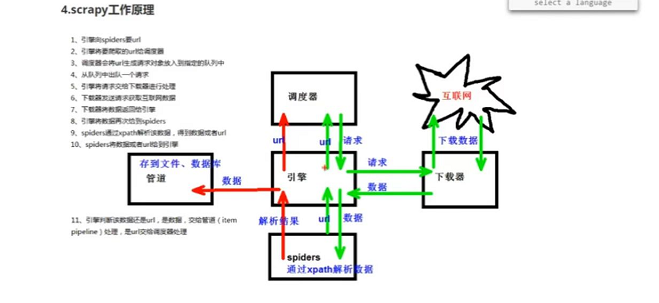 select a language
4.scrapy工作原理
1、引擎向spiders要url
2、引擎将要爬取的url给调度器
3、调度器会将url生成请求对象放入到指定的队列中
4、从队列中出队一个请求
5、引擎将请求交给下载器进行处理
6、下载器发送请求获取互联网数据
7、下载器将数据返回给引擎
8、引擎将数据再次给到spiders
9、spiders通过xpath解析该数据，得到数据或者url
10、spiders将数据或者url给到引擎
11、引擎判断该数据还是url，是数据，交给管道（item
pipeline）处理，是url交给调度器处理
调度器
互联网
url
url
请求
下载数据
存到文件、数据库
管道
数据
引擎
请求
数据
下载器
解析结果
url
数据
spiders
通过xpath解析数据